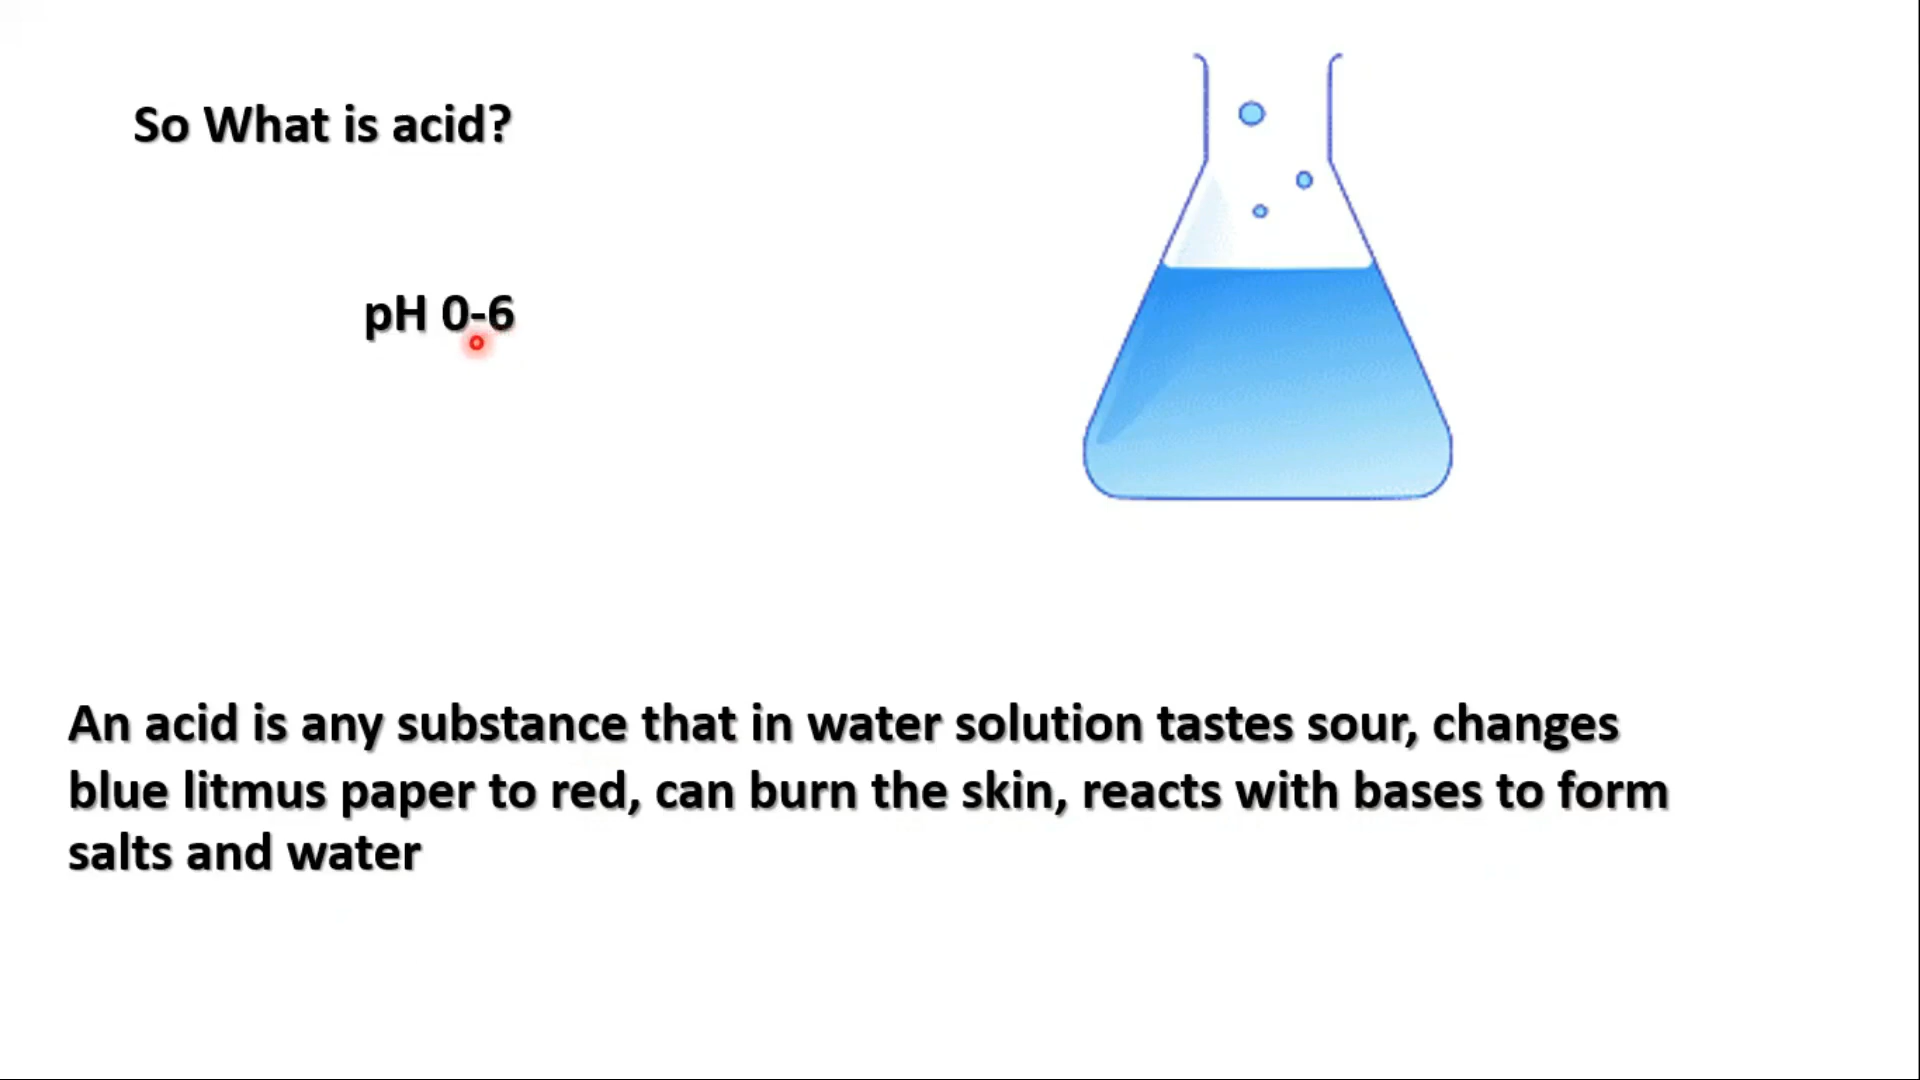 So What is acid?
pH 0-6
An acid is any substance that in water solution tastes sour, changes
blue litmus paper to red, can burn the skin, reacts with bases to form
salts and water